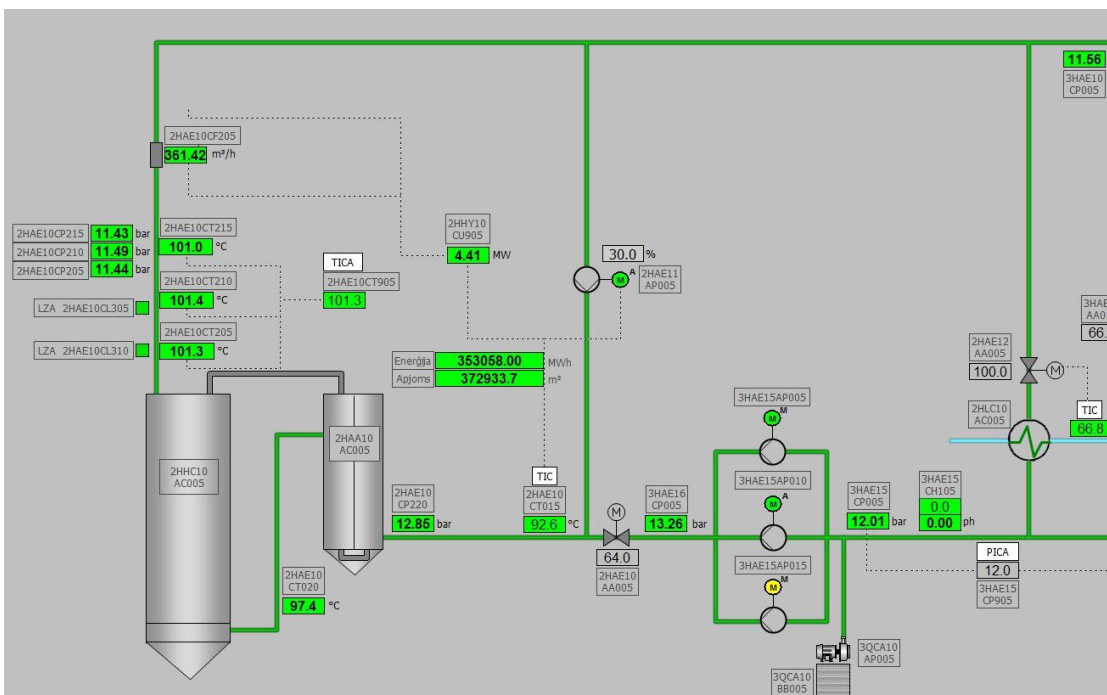 11.56
3HAE10
CP005
2HAE10CF205
361.42 m³/h
2HAE10CP215 11.43 bar
2HAE10CP210 11.49 bar
2HAE10CP205 11.44 bar
2HAE10CT215
101.0 °C
2HHY10
CU905
4.41 MW
30.0 %
A
M
2HAE11
AP005
TICA
2HAE10CT905
101.3
LZA 2HAE10CL305
2HAE10CT210
101.4 °C
LZA 2HAE10CL310
2HAE10CT205
101.3 °C
3HAE
66.
Enerģija 353058.00 MWh
Apjoms 372933.7 m³
2HAE12
AA005
100.0
M
TIC
66.8
2HLC10
AC005
3HAE15AP005
M
M
2HHC10
AC005
2HAA10
AC005
2HAE10
CP220
12.85 bar
TIC
2HAE10
CT015
92.6 °C
M
64.0
2HAE10
AA005
3HAE16
CP005
13.26 bar
3HAE15AP010
A
M
3HAE15AP015
M
M
3HAE15
CP005
12.01 bar
3HAE15
CH105
0.0
0.00 ph
PICA
12.0
3HAE15
CP905
2HAE10
CT020
97.4 °C
3QCA10
AP005
3QCA10
BB005